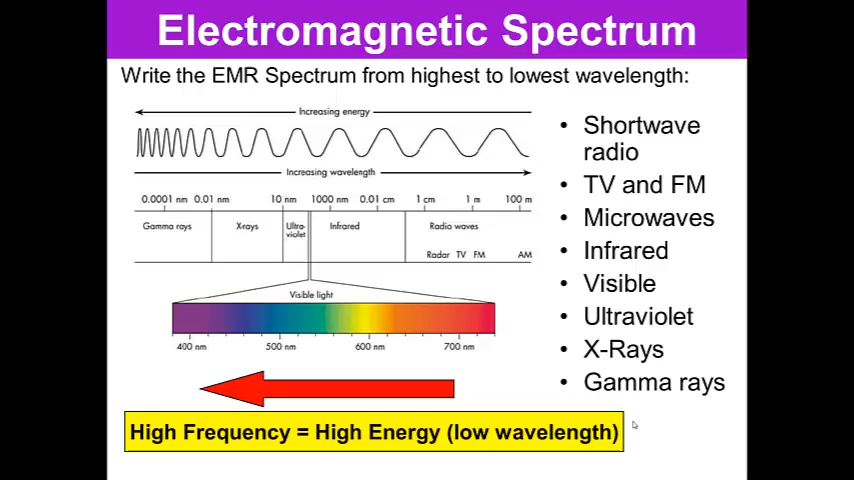 Electromagnetic Spectrum
Write the EMR Spectrum from highest to lowest wavelength:
Increasing energy
Increasing wavelength
0.0001 nm 0.01 nm 10 nm 1000 nm 0.01 cm 1 cm 1 m 100 m
Gamma rays X-rays Ultra-violet Infrared Radio waves
Radar TV FM AM
Visible light
400 nm 500 nm 600 nm 700 nm
• Shortwave
radio
• TV and FM
• Microwaves
• Infrared
• Visible
• Ultraviolet
• X-Rays
• Gamma rays
High Frequency = High Energy (low wavelength)